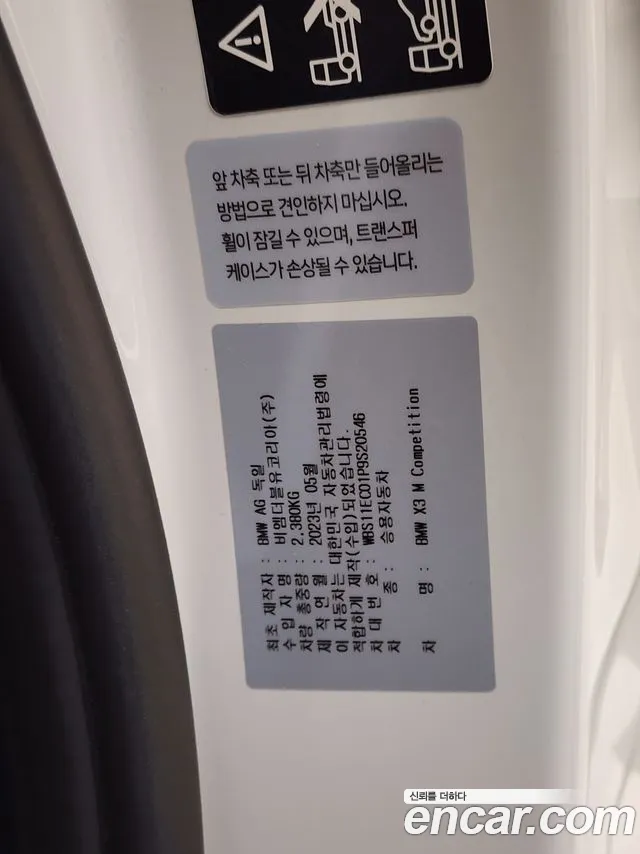 앞 차축 또는 뒤 차축만 들어올리는
방법으로 견인하지 마십시오.
휠이 잠길 수 있으며, 트랜스퍼
케이스가 손상될 수 있습니다.
최초 제작자 : BMW AG 독일
수 입 자 명 : 비엠더블유코리아(주)
차량 총중량 : 2.380KG
제 작 연 월 : 2023년 05월
이 자동차는 대한민국 자동차관리법령에
적합하게 제작(수입)되었습니다.
차 대 번 호 : WBS11EC01P9S20546
차 종 : 승용자동차
차 명 : BMW X3 M Competition
신뢰를 더하다
encar.com